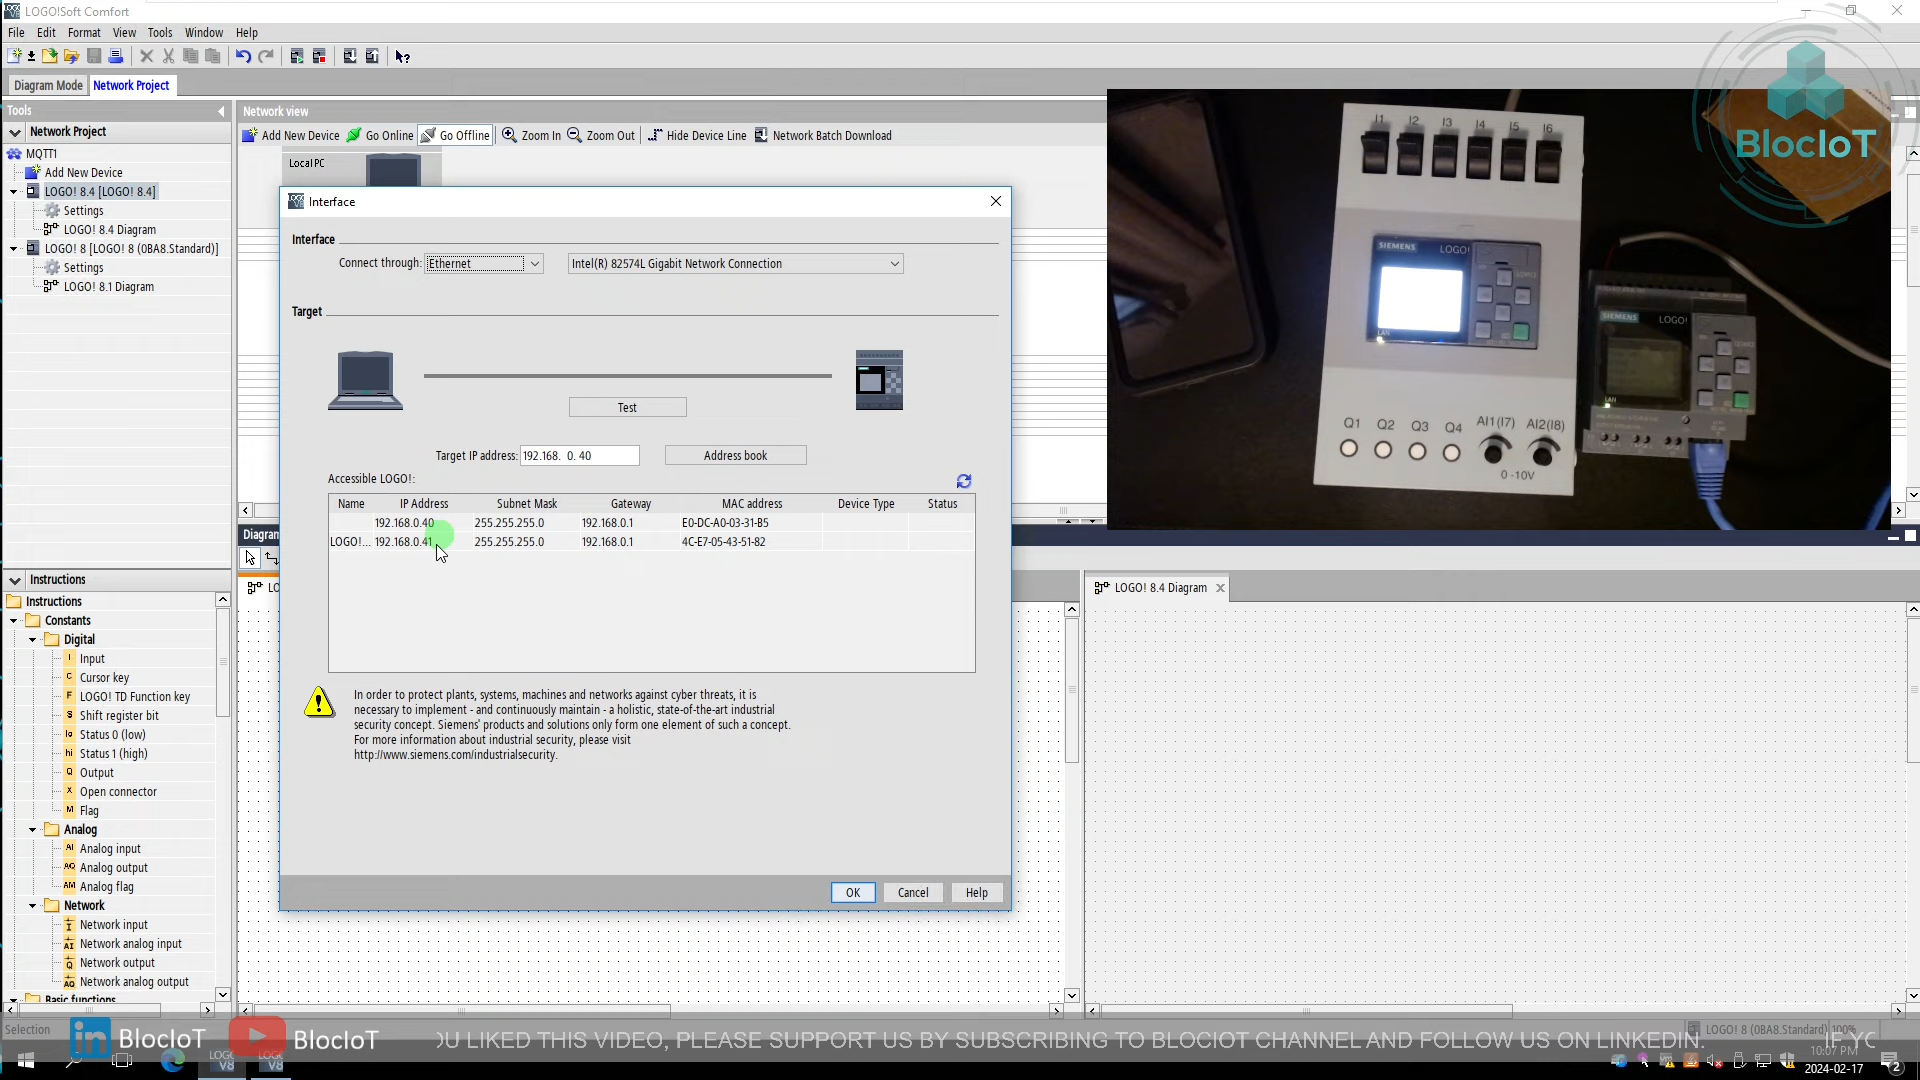 LOGO!Soft Comfort
File Edit Format View Tools Window Help
Diagram Mode Network Project
Tools
Network Project
MQTT1
Add New Device
LOGO! 8.4 [LOGO! 8.4]
Settings
LOGO! 8.4 Diagram
LOGO! 8 [LOGO! 8 (0BA8.Standard)]
Settings
LOGO! 8.1 Diagram
Instructions
Instructions
Constants
Digital
Input
Cursor key
LOGO! TD Function key
Shift register bit
Status 0 (low)
Status 1 (high)
Output
Open connector
Flag
Analog
Analog input
Analog output
Analog flag
Network
Network input
Network analog input
Network output
Network analog output
Basic functions
Selection
Network view
Add New Device Go Online Go Offline Zoom In Zoom Out Hide Device Line Network Batch Download
Local PC
Interface
Interface
Connect through: Ethernet Intel(R) 82574L Gigabit Network Connection
Target
Test
Target IP address: 192.168. 0. 40 Address book
Accessible LOGO!:
Name IP Address Subnet Mask Gateway MAC address Device Type Status
192.168.0.40 255.255.255.0 192.168.0.1 E0-DC-A0-03-31-B5
LOGO!... 192.168.0.41 255.255.255.0 192.168.0.1 4C-E7-05-43-51-82
In order to protect plants, systems, machines and networks against cyber threats, it is
necessary to implement - and continuously maintain - a holistic, state-of-the-art industrial
security concept. Siemens' products and solutions only form one element of such a concept.
For more information about industrial security, please visit
http://www.siemens.com/industrialsecurity.
OK Cancel Help
Diagram
LO
LOGO! 8.4 Diagram
BlocIoT
I1 I2 I3 I4 I5 I6
SIEMENS LOGO!
LAN
Q1 Q2 Q3 Q4 AI1(I7) AI2(I8)
0 -10V
SIEMENS LOGO!
LAN
LOGO! 8 (0BA8.Standard) 100%
in BlocIoT BlocIoT OU LIKED THIS VIDEO, PLEASE SUPPORT US BY SUBSCRIBING TO BLOCIOT CHANNEL AND FOLLOW US ON LINKEDIN. IF YO
10:07 PM
2024-02-17
2